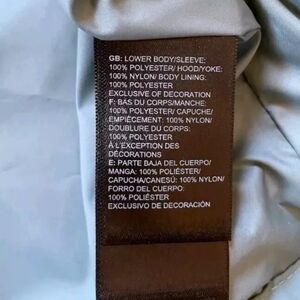 GB: LOWER BODY/SLEEVE:
100% POLYESTER/ HOOD/YOKE:
100% NYLON/ BODY LINING:
100% POLYESTER
EXCLUSIVE OF DECORATION
F: BAS DU CORPS/MANCHE:
100% POLYESTER/ CAPUCHE/
EMPIÈCEMENT: 100% NYLON/
DOUBLURE DU CORPS:
100% POLYESTER
À L'EXCEPTION DES
DÉCORATIONS
E: PARTE BAJA DEL CUERPO/
MANGA: 100% POLIÉSTER/
CAPUCHA/CANESÚ: 100% NYLON/
FORRO DEL CUERPO:
100% POLIÉSTER
EXCLUSIVO DE DECORACIÓN